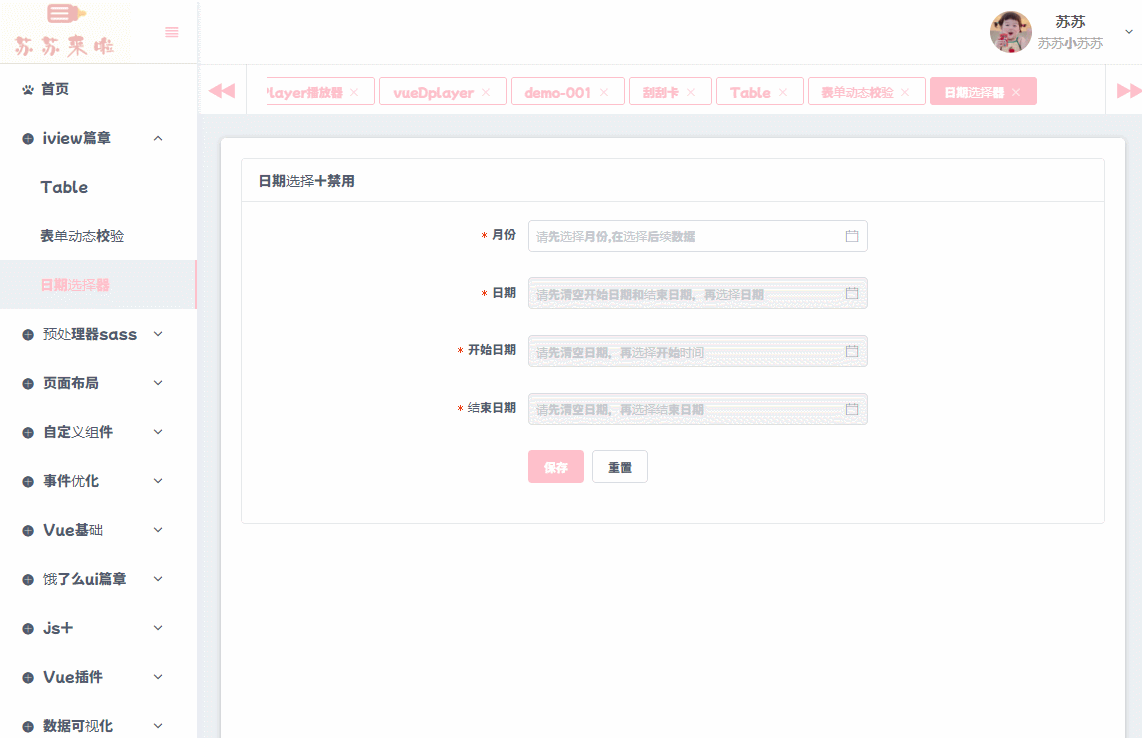 苏苏来啦
苏苏
苏苏小苏苏
首页
iview篇章
Table
表单动态校验
日期选择器
预处理器sass
页面布局
自定义组件
事件优化
Vue基础
饿了么ui篇章
js+
Vue插件
数据可视化
layer播放器 × vueDplayer × demo-001 × 刮刮卡 × Table × 表单动态校验 × 日期选择器 ×
日期选择+禁用
* 月份 请先选择月份,在选择后续数据
* 日期 请先清空开始日期和结束日期，再选择日期
* 开始日期 请先清空日期，再选择开始时间
* 结束日期 请先清空日期，再选择结束日期
保存 重置